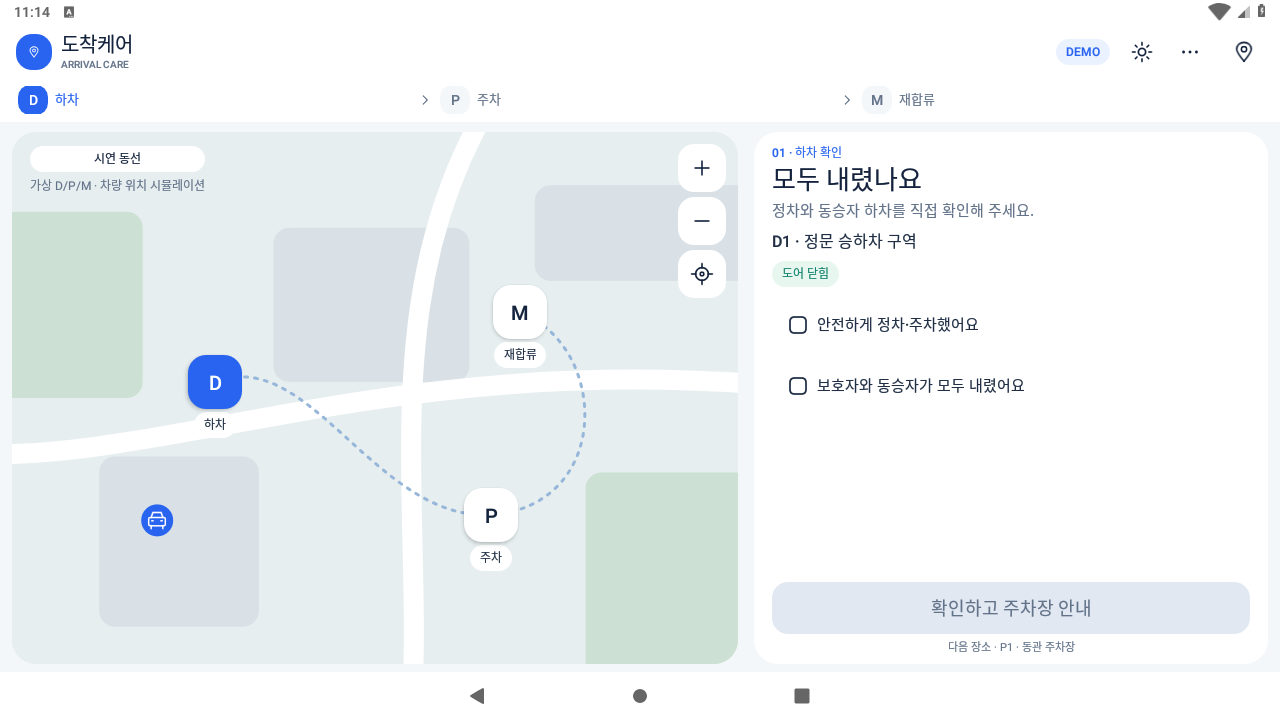 11:14
도착케어
ARRIVAL CARE
DEMO
D 하차
P 주차
M 재합류
시연 동선
가상 D/P/M · 차량 위치 시뮬레이션
M
재합류
D
하차
P
주차
01 · 하차 확인
모두 내렸나요
정차와 동승자 하차를 직접 확인해 주세요.
D1 · 정문 승하차 구역
도어 닫힘
안전하게 정차·주차했어요
보호자와 동승자가 모두 내렸어요
확인하고 주차장 안내
다음 장소 · P1 · 동관 주차장